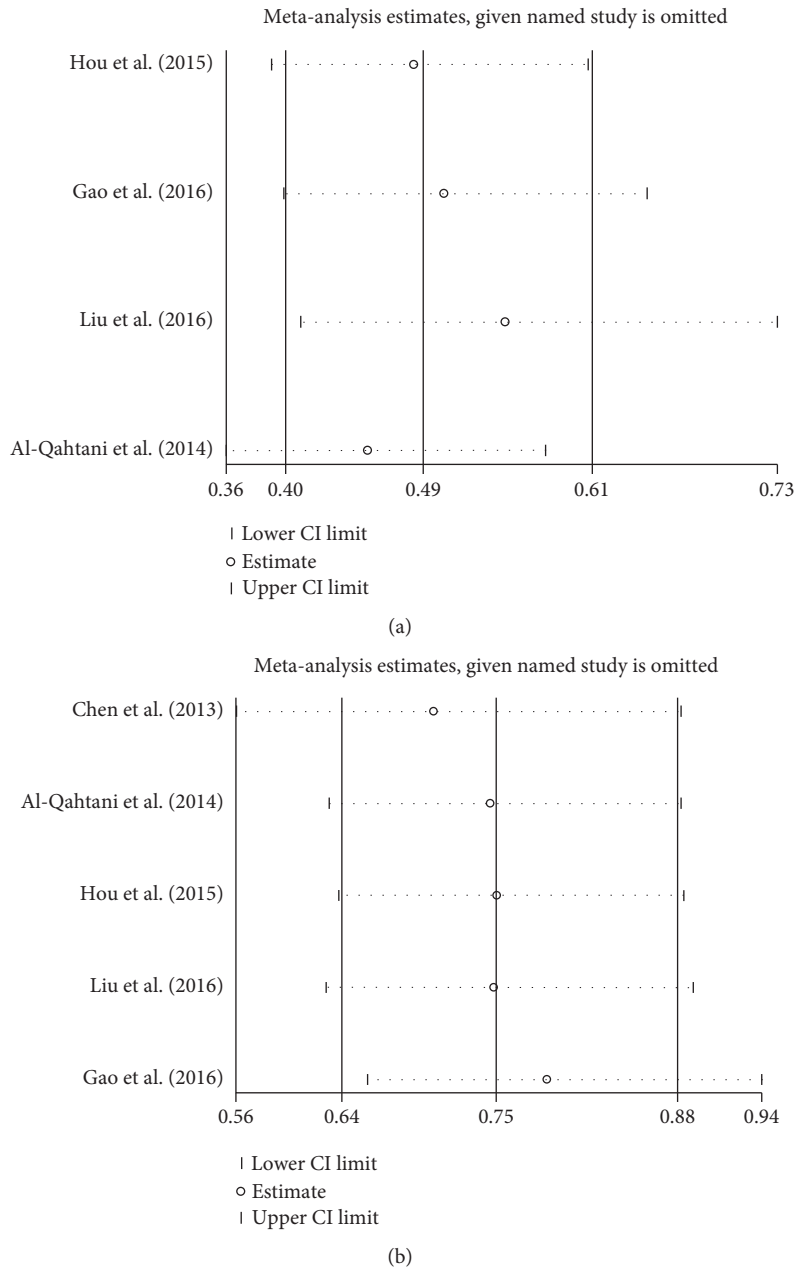 Meta-analysis estimates, given named study is omitted
Hou et al. (2015)
Gao et al. (2016)
Liu et al. (2016)
Al-Qahtani et al. (2014)
0.36 0.40 0.49 0.61 0.73
Lower CI limit
Estimate
Upper CI limit
(a)
Meta-analysis estimates, given named study is omitted
Chen et al. (2013)
Al-Qahtani et al. (2014)
Hou et al. (2015)
Liu et al. (2016)
Gao et al. (2016)
0.56 0.64 0.75 0.88 0.94
Lower CI limit
Estimate
Upper CI limit
(b)